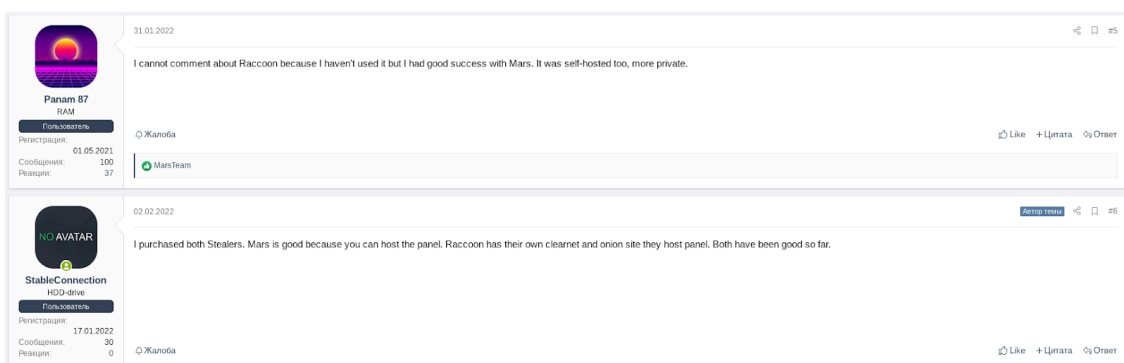 31.01.2022
#5
I cannot comment about Raccoon because I haven't used it but I had good success with Mars. It was self-hosted too, more private.
Panam 87
RAM
Пользователь
Регистрация:
01.05.2021
Сообщения: 100
Реакции: 37
Жалоба
Like +Цитата Ответ
MarsTeam
02.02.2022
Автор темы #6
NO AVATAR
I purchased both Stealers. Mars is good because you can host the panel. Raccoon has their own clearnet and onion site they host panel. Both have been good so far.
StableConnection
HDD-drive
Пользователь
Регистрация:
17.01.2022
Сообщения: 30
Реакции: 0
Жалоба
Like +Цитата Ответ